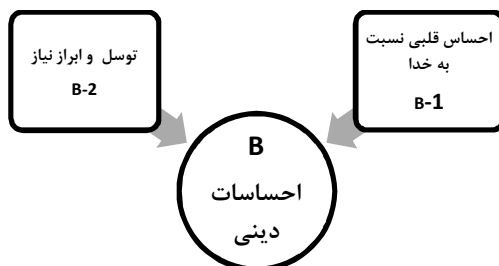 احساس قلبی نسبت
به خدا
B-1
توسل و ابراز نیاز
B-2
B
احساسات
دینی